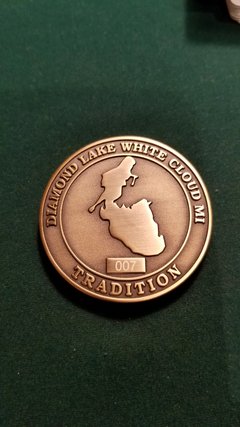 DIAMOND LAKE WHITE CLOUD MI
007
TRADITION